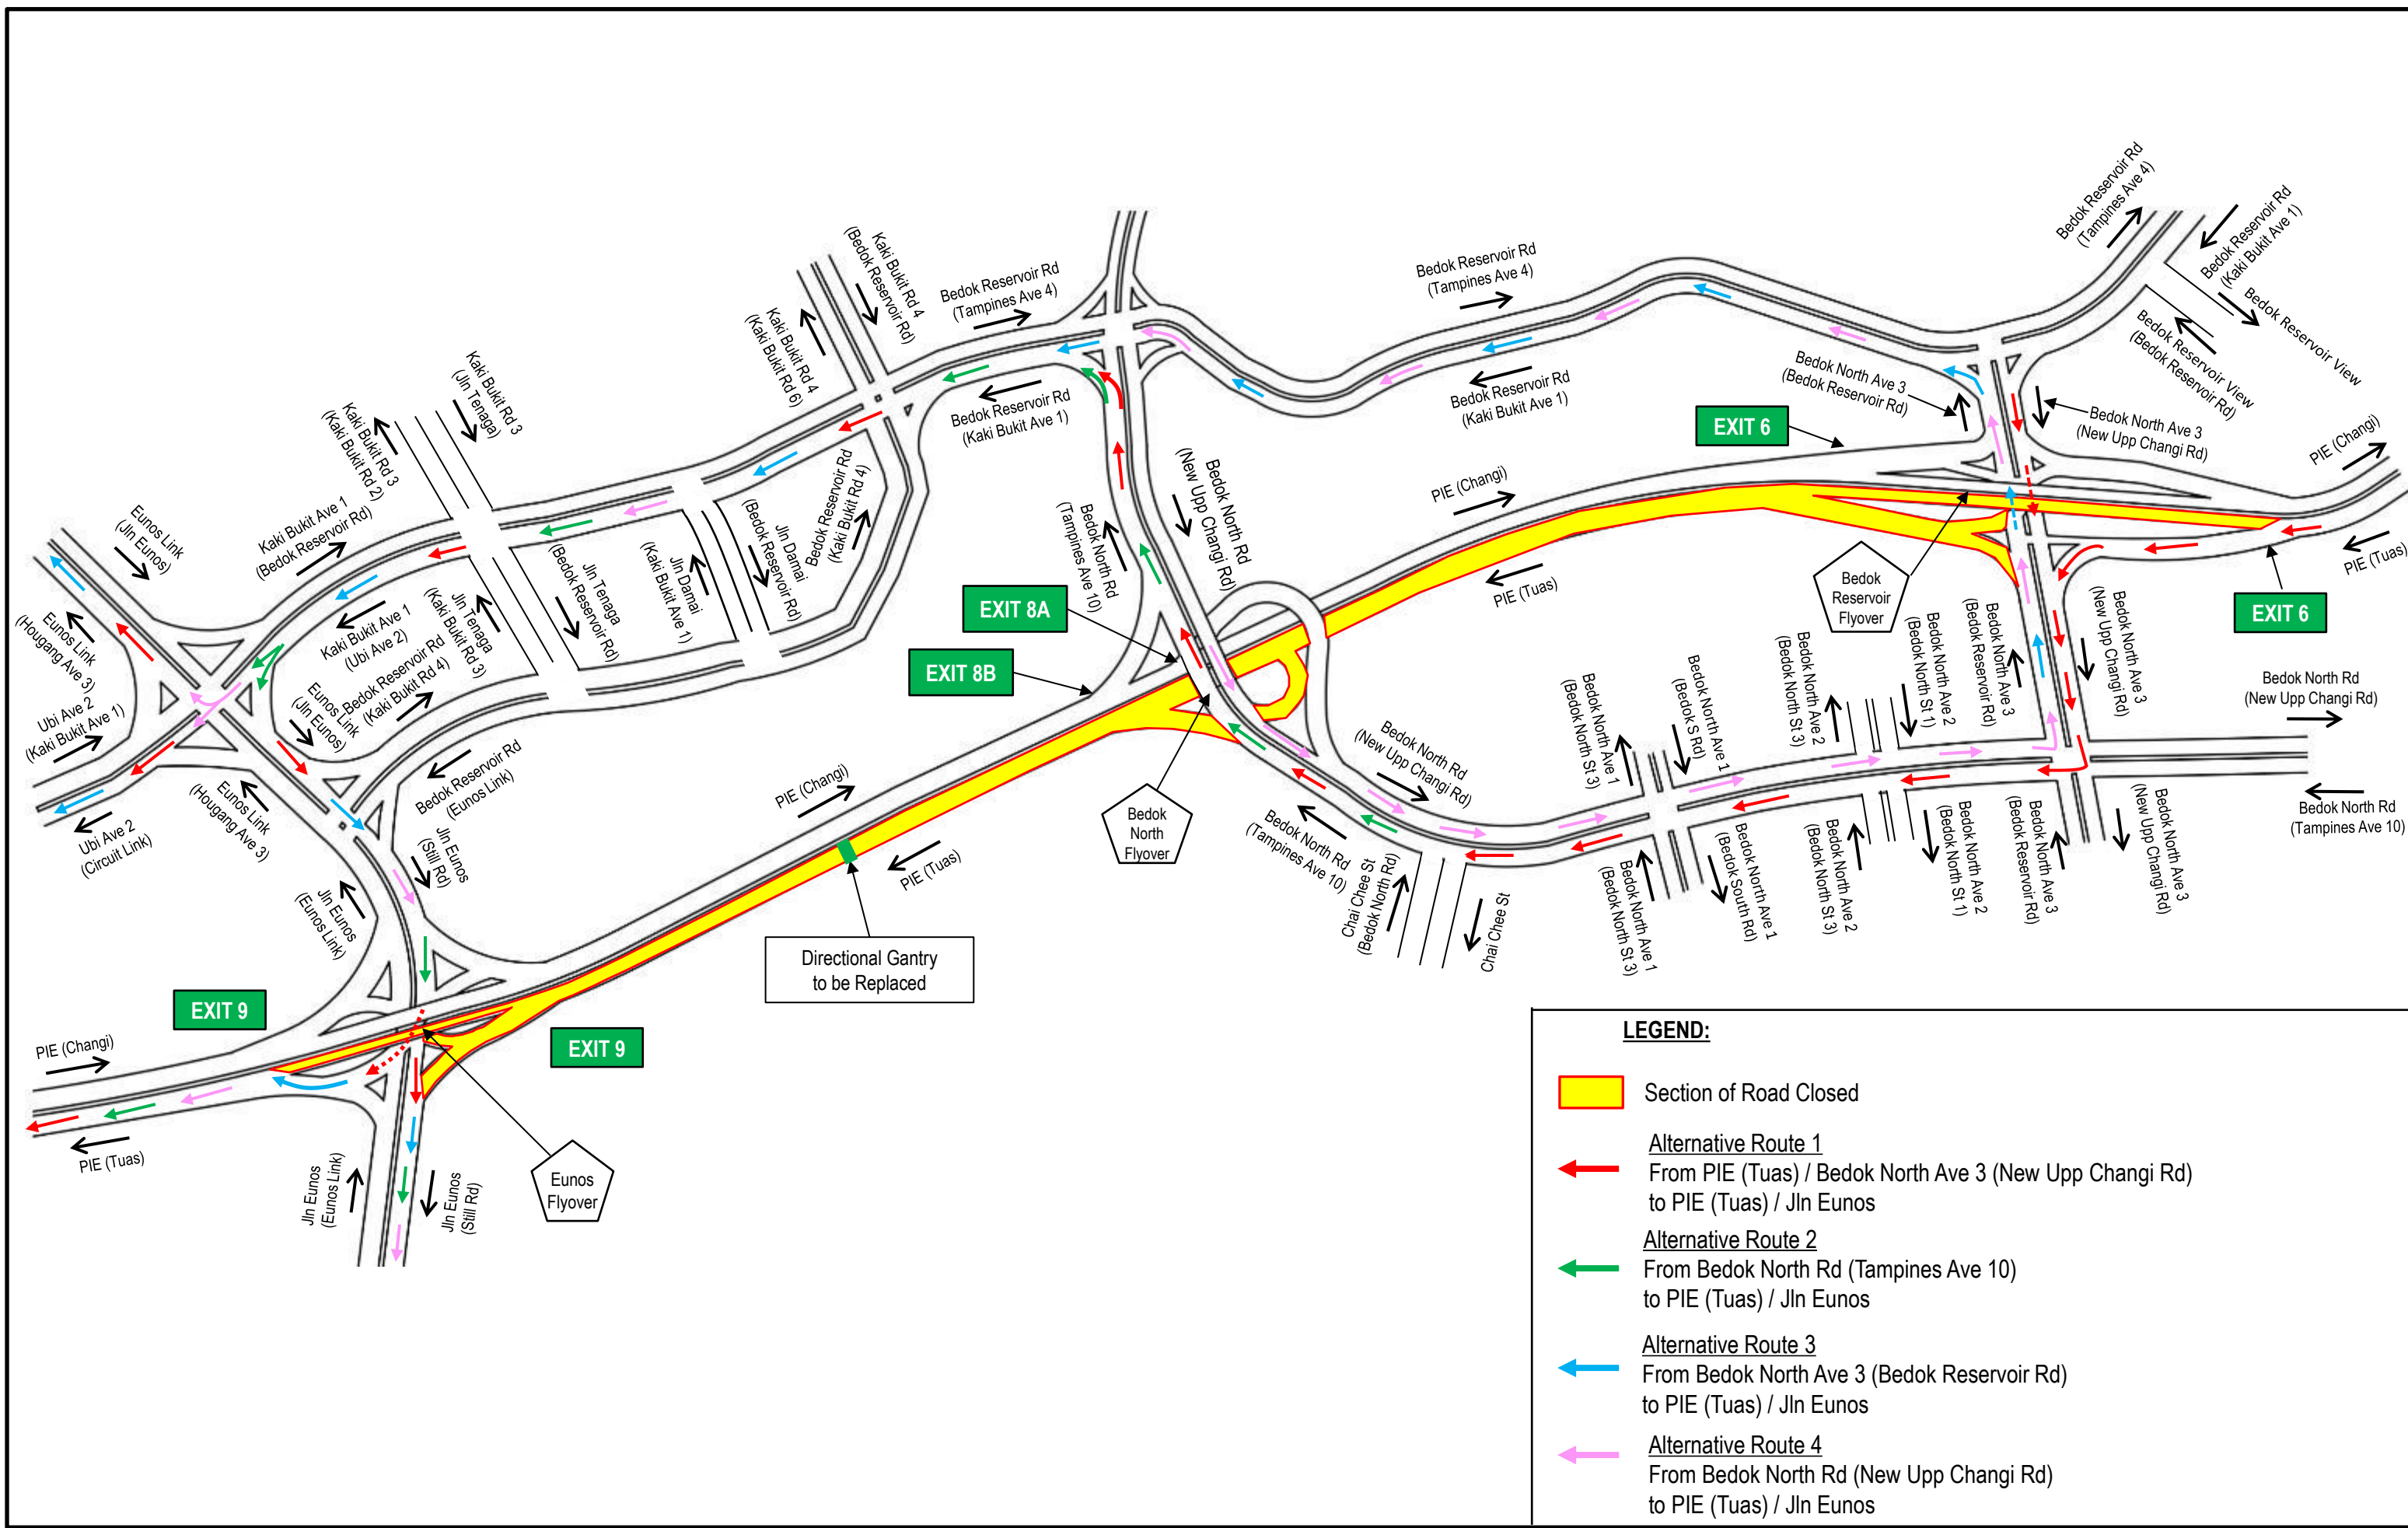 Bedok Reservoir Rd
(Tampines Ave 4)
Bedok Reservoir Rd
(Kaki Bukit Ave 1)
Bedok Reservoir View
Bedok Reservoir View
(Bedok Reservoir Rd)
Kaki Bukit Rd 4
(Bedok Reservoir Rd)
Kaki Bukit Rd 4
(Kaki Bukit Rd 6)
Bedok Reservoir Rd
(Tampines Ave 4)
Bedok Reservoir Rd
(Kaki Bukit Ave 1)
Bedok Reservoir Rd
(Tampines Ave 4)
Bedok Reservoir Rd
(Kaki Bukit Ave 1)
Bedok North Ave 3
(Bedok Reservoir Rd)
Bedok North Ave 3
(New Upp Changi Rd)
EXIT 6
PIE (Changi)
PIE (Tuas)
EXIT 6
Kaki Bukit Rd 3
(Jln Tenaga)
Kaki Bukit Rd 3
(Kaki Bukit Rd 2)
Kaki Bukit Ave 1
(Bedok Reservoir Rd)
Eunos Link
(Jln Eunos)
Eunos Link
(Hougang Ave 3)
Kaki Bukit Ave 1
(Ubi Ave 2)
Jln Tenaga
(Kaki Bukit Rd 3)
Jln Tenaga
(Bedok Reservoir Rd)
Jln Damai
(Kaki Bukit Ave 1)
Jln Damai
(Bedok Reservoir Rd)
Bedok Reservoir Rd
(Kaki Bukit Rd 4)
Bedok North Rd
(Tampines Ave 10)
Bedok North Rd
(New Upp Changi Rd)
PIE (Changi)
PIE (Tuas)
EXIT 8A
EXIT 8B
Bedok
Reservoir
Flyover
Ubi Ave 2
(Kaki Bukit Ave 1)
Ubi Ave 2
(Circuit Link)
Eunos Link
(Jln Eunos)
Bedok Reservoir Rd
(Kaki Bukit Rd 4)
Eunos Link
(Hougang Ave 3)
Bedok Reservoir Rd
(Eunos Link)
Jln Eunos
(Still Rd)
Jln Eunos
(Eunos Link)
PIE (Changi)
PIE (Tuas)
Bedok
North
Flyover
Bedok North Rd
(New Upp Changi Rd)
Bedok North Rd
(Tampines Ave 10)
Chai Chee St
(Bedok North Rd)
Chai Chee St
Bedok North Ave 1
(Bedok North St 3)
Bedok North Ave 1
(Bedok S Rd)
Bedok North Ave 1
(Bedok North St 3)
Bedok North Ave 1
(Bedok South Rd)
Bedok North Ave 2
(Bedok North St 3)
Bedok North Ave 2
(Bedok North St 1)
Bedok North Ave 2
(Bedok North St 3)
Bedok North Ave 2
(Bedok North St 1)
Bedok North Ave 3
(Bedok Reservoir Rd)
Bedok North Ave 3
(New Upp Changi Rd)
Bedok North Ave 3
(Bedok Reservoir Rd)
Bedok North Ave 3
(New Upp Changi Rd)
Bedok North Rd
(New Upp Changi Rd)
Bedok North Rd
(Tampines Ave 10)
Directional Gantry
to be Replaced
EXIT 9
EXIT 9
PIE (Changi)
PIE (Tuas)
Eunos
Flyover
Jln Eunos
(Eunos Link)
Jln Eunos
(Still Rd)
LEGEND:
Section of Road Closed
Alternative Route 1
From PIE (Tuas) / Bedok North Ave 3 (New Upp Changi Rd)
to PIE (Tuas) / Jln Eunos
Alternative Route 2
From Bedok North Rd (Tampines Ave 10)
to PIE (Tuas) / Jln Eunos
Alternative Route 3
From Bedok North Ave 3 (Bedok Reservoir Rd)
to PIE (Tuas) / Jln Eunos
Alternative Route 4
From Bedok North Rd (New Upp Changi Rd)
to PIE (Tuas) / Jln Eunos